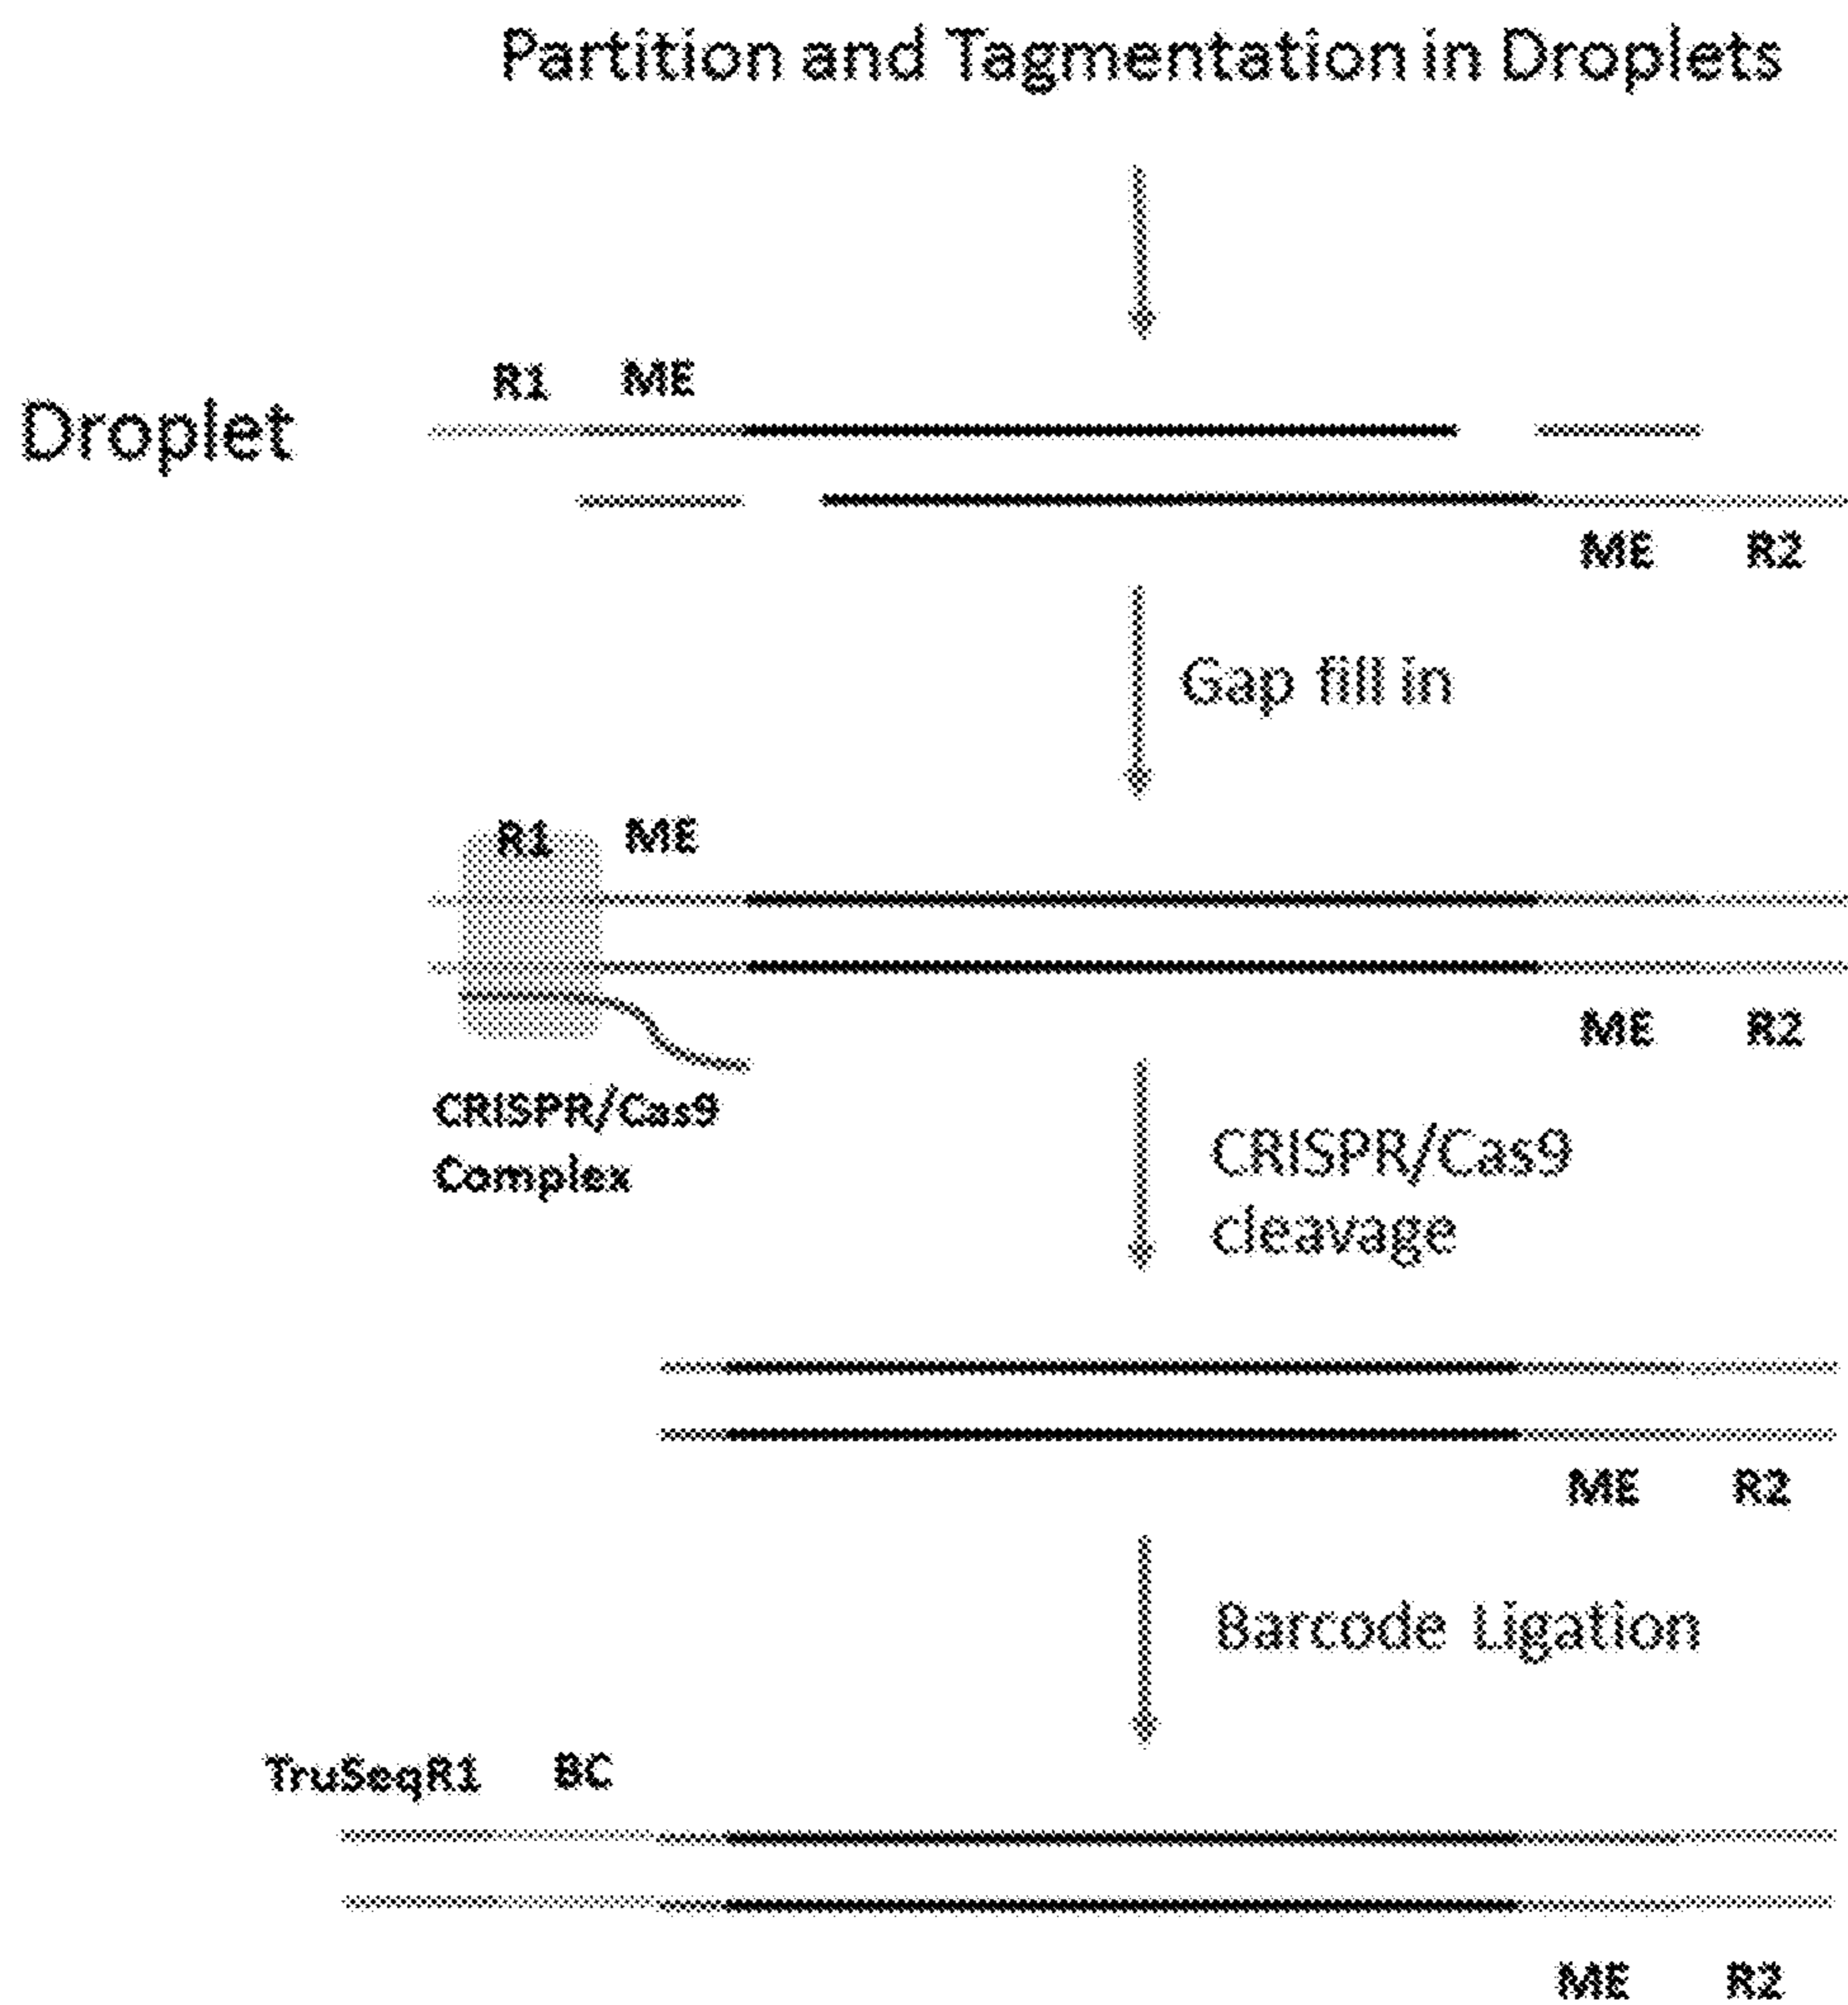 Partition and Tagmentation in Droplets
R1 ME
Droplet
ME R2
Gap fill in
R1 ME
ME R2
CRISPR/Cas9
Complex
CRISPR/Cas9
cleavage
ME R2
Barcode Ligation
TruSeqR1 BC
ME R2